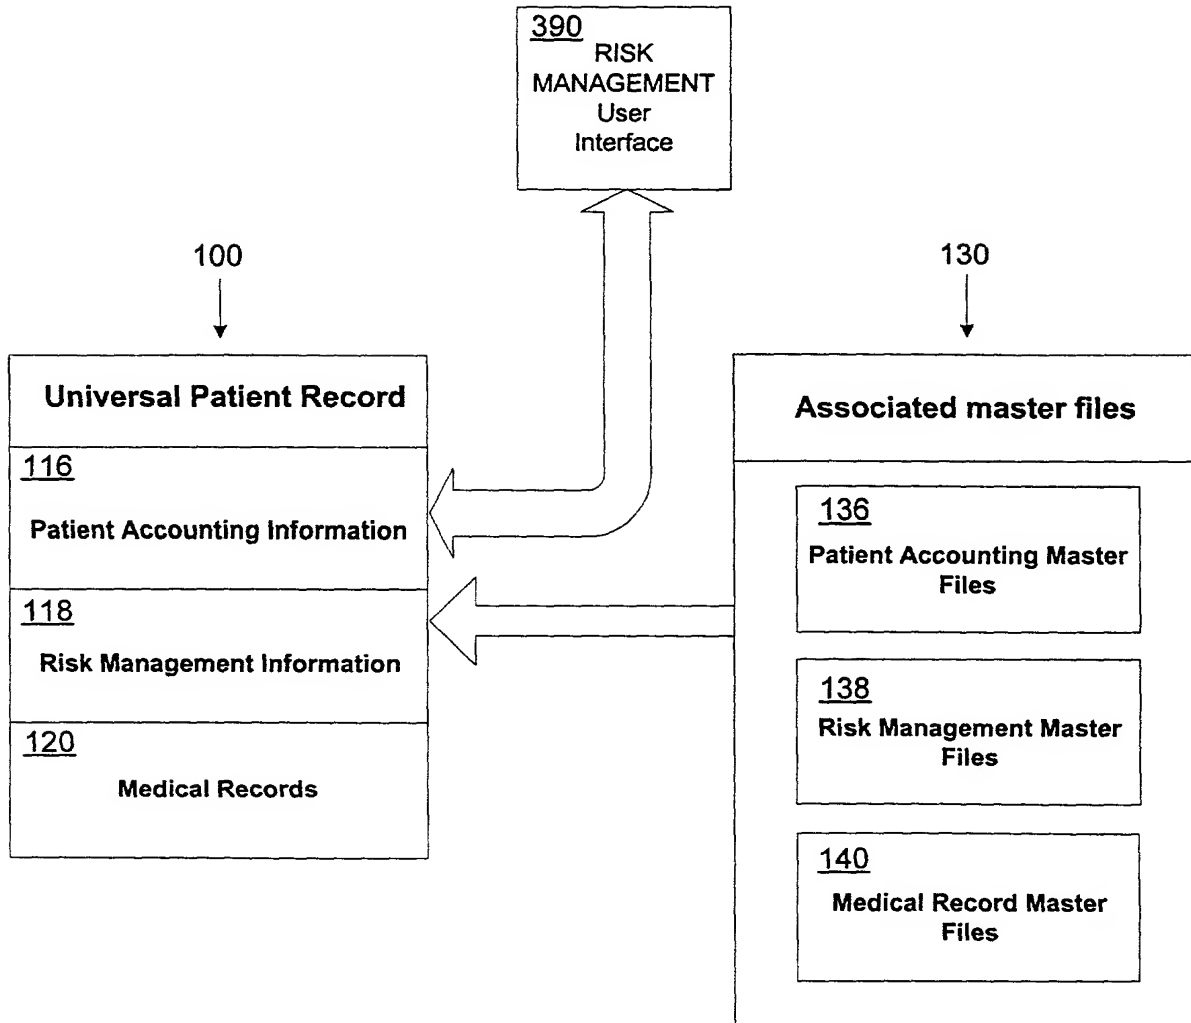 390
RISK
MANAGEMENT
User
Interface
100
130
Universal Patient Record
116
Patient Accounting Information
118
Risk Management Information
120
Medical Records
Associated master files
136
Patient Accounting Master
Files
138
Risk Management Master
Files
140
Medical Record Master
Files